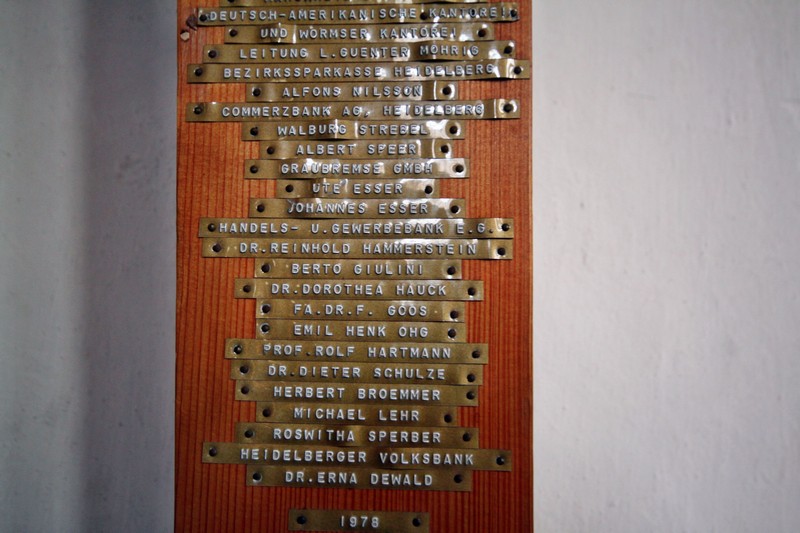 DEUTSCH-AMERIKANISCHE KANTOREI
UND WORMSER KANTOREI
LEITUNG L.GUENTER MOHRIG
BEZIRKSSPARKASSE HEIDELBERG
ALFONS NILSSON
COMMERZBANK AG, HEIDELBERG
WALBURG STREBEL
ALBERT SPEER
GRAUBREMSE GMBH
UTE ESSER
JOHANNES ESSER
HANDELS- U.GEWERBEBANK E.G.
DR.REINHOLD HAMMERSTEIN
BERTO GIULINI
DR.DOROTHEA HAUCK
FA.DR.F. GOOS
EMIL HENK OHG
PROF.ROLF HARTMANN
DR.DIETER SCHULZE
HERBERT BROEMMER
MICHAEL LEHR
ROSWITHA SPERBER
HEIDELBERGER VOLKSBANK
DR.ERNA DEWALD
1978